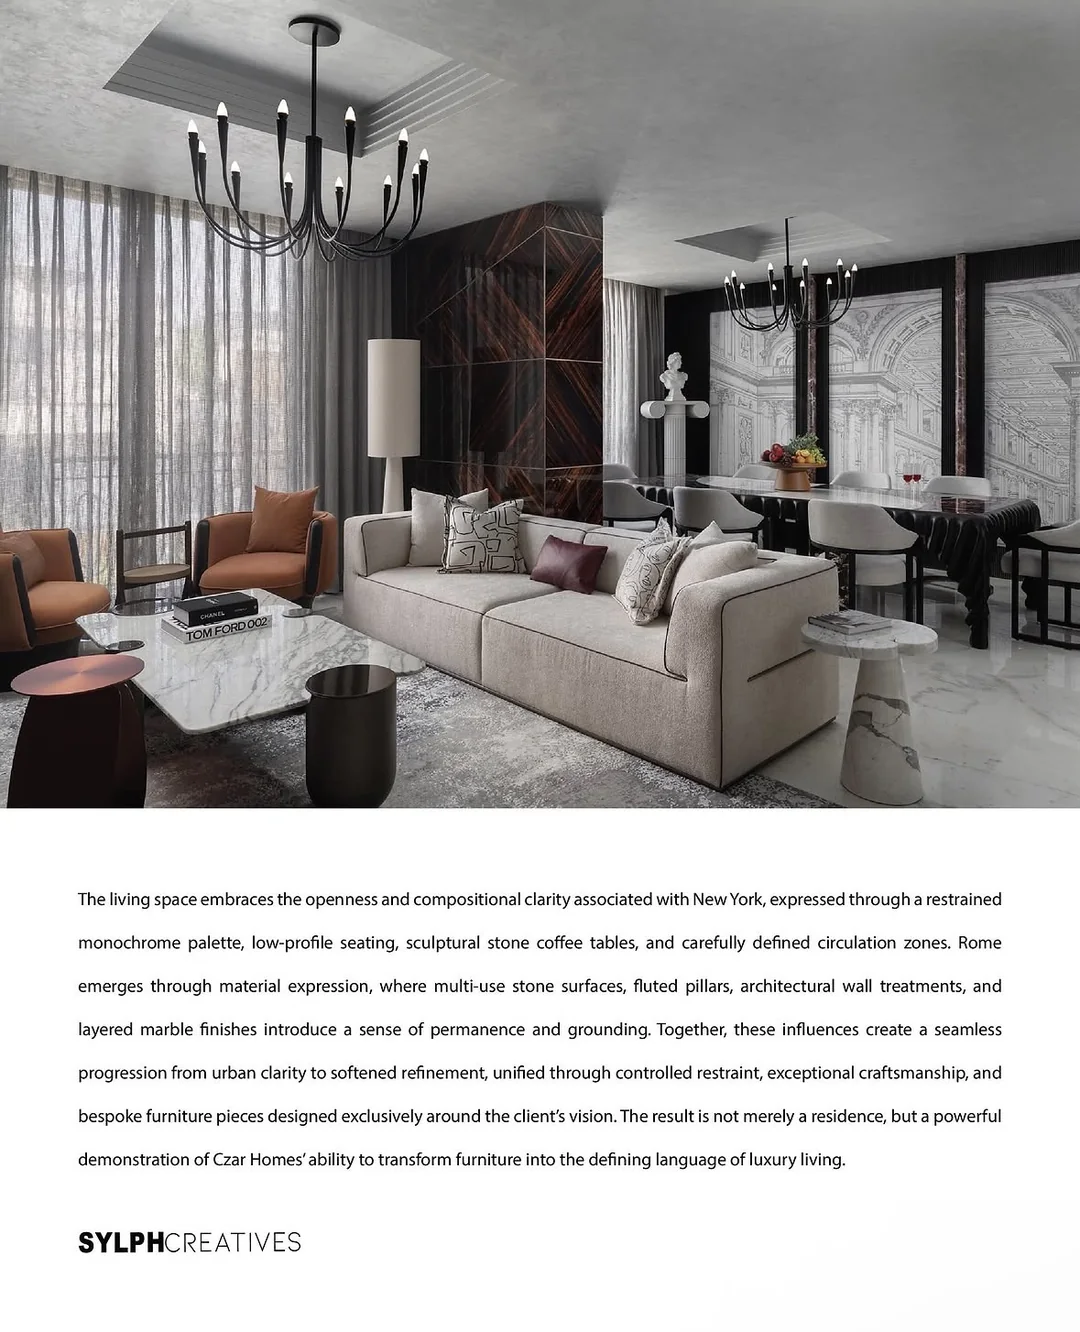 CHANEL
TOM FORD 002
The living space embraces the openness and compositional clarity associated with New York, expressed through a restrained
monochrome palette, low-profile seating, sculptural stone coffee tables, and carefully defined circulation zones. Rome
emerges through material expression, where multi-use stone surfaces, fluted pillars, architectural wall treatments, and
layered marble finishes introduce a sense of permanence and grounding. Together, these influences create a seamless
progression from urban clarity to softened refinement, unified through controlled restraint, exceptional craftsmanship, and
bespoke furniture pieces designed exclusively around the client’s vision. The result is not merely a residence, but a powerful
demonstration of Czar Homes’ ability to transform furniture into the defining language of luxury living.
SYLPHCREATIVES